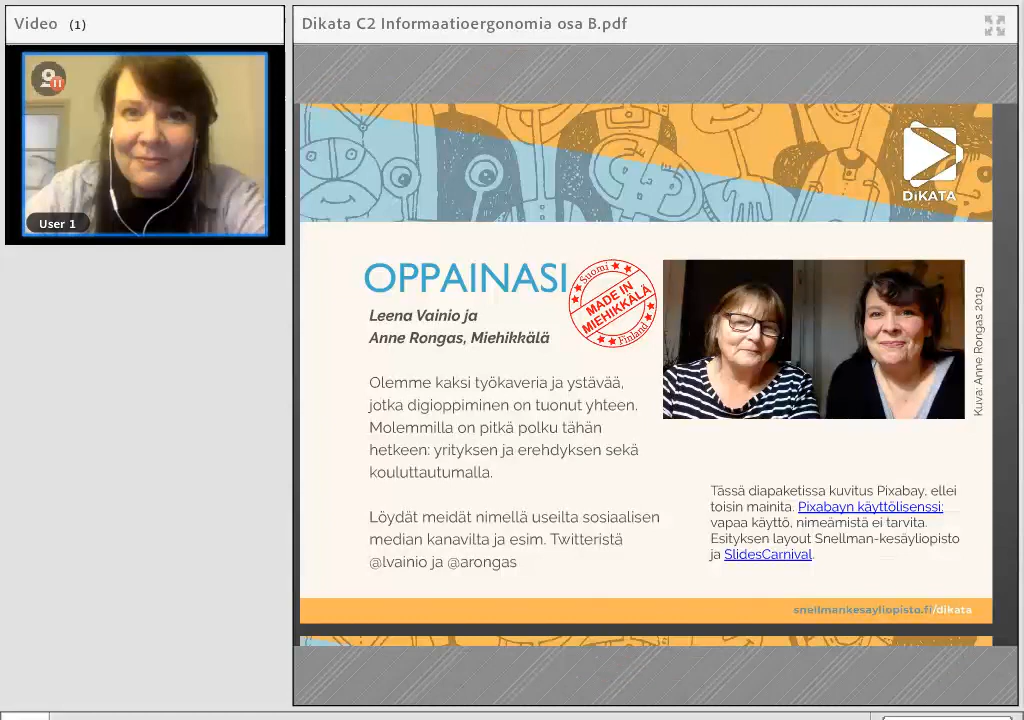 Video (1)
Dikata C2 Informaatioergonomia osa B.pdf
User 1
DiKATA
OPPAINASI
Suomi
MADE IN
MIEHIKKÄLÄ
Finland
Leena Vainio ja
Anne Rongas, Miehikkälä
Kuva: Anne Rongas 2019
Olemme kaksi työkaveria ja ystävää,
jotka digioppiminen on tuonut yhteen.
Molemmilla on pitkä polku tähän
hetkeen: yrityksen ja erehdyksen sekä
kouluttautumalla.
Löydät meidät nimellä useilta sosiaalisen
median kanavilta ja esim. Twitteristä
@lvainio ja @arongas
Tässä diapaketissa kuvitus Pixabay, ellei
toisin mainita. Pixabayn käyttölisenssi:
vapaa käyttö, nimeämistä ei tarvita.
Esityksen layout Snellman-kesäyliopisto
ja SlidesCarnival.
snellmankesayliopisto.fi/dikata